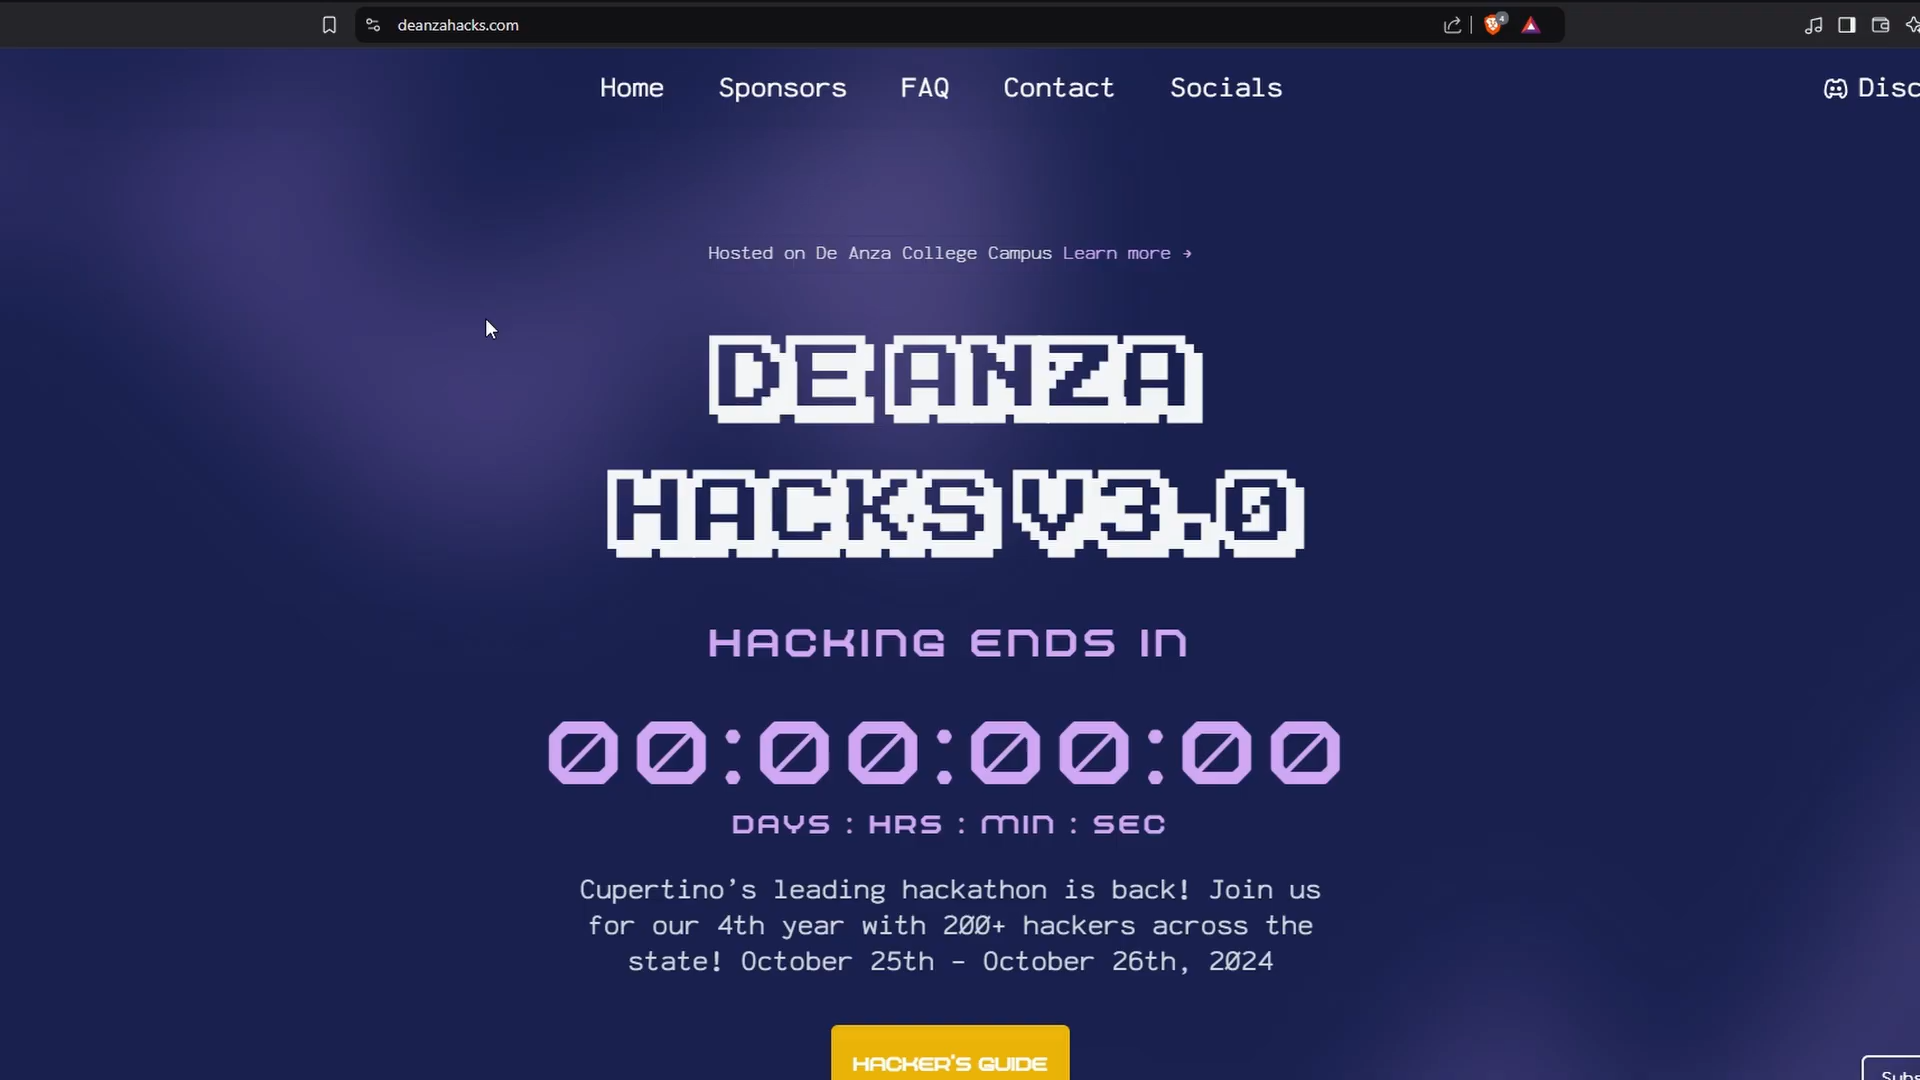 deanzahacks.com
4
Home Sponsors FAQ Contact Socials
Hosted on De Anza College Campus Learn more →
DE ANZA
HACKS V3.0
HACKING ENDS IN
00:00:00:00
DAYS : HRS : MIN : SEC
Cupertino’s leading hackathon is back! Join us
for our 4th year with 200+ hackers across the
state! October 25th - October 26th, 2024
HACKER'S GUIDE